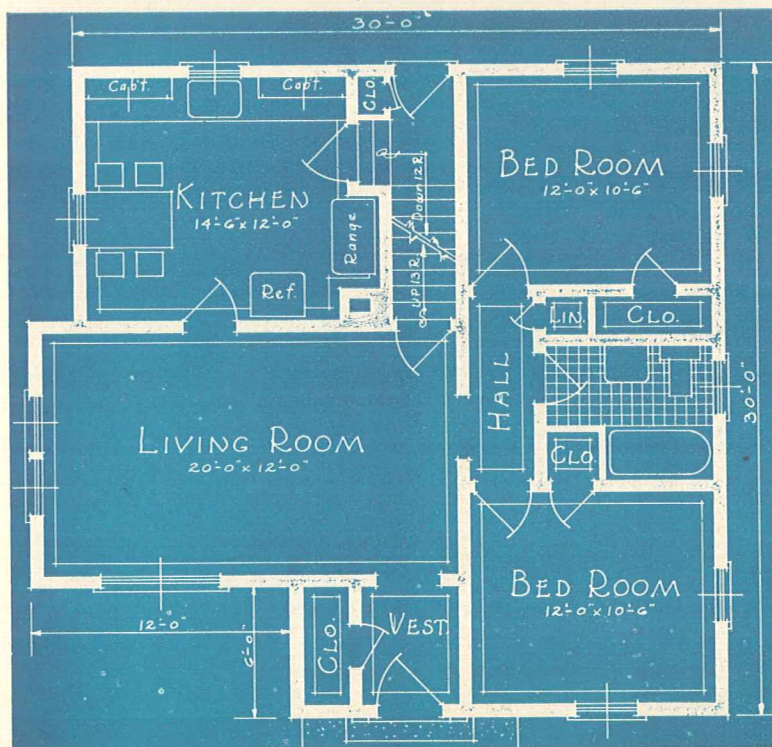 30'-0"
Cab't.
Cab't.
CLO.
KITCHEN
14'-6" x 12'-0"
Range
Ref.
Down 12 R.
UP 13 R.
BED ROOM
12'-0" x 10'-6"
LIN.
CLO.
HALL
30'-0"
LIVING ROOM
20'-0" x 12'-0"
CLO.
BED ROOM
12'-0" x 10'-6"
VEST.
CLO.
12'-0"
6'-0"